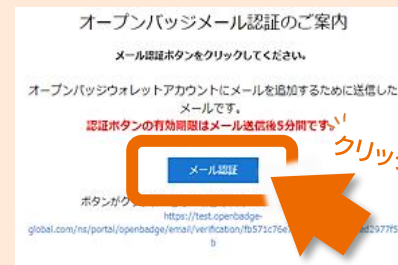 オープンバッジメール認証のご案内
メール認証ボタンをクリックしてください。
オープンバッジウォレットアカウントにメールを追加するために送信した
メールです。
認証ボタンの有効期限はメール送信後5分間です。
クリック
メール認証
ボタンが
https://test.openbadge-
global.com/ns/portal/openbadge/email/verification/fb571c76e
d2977f5
b